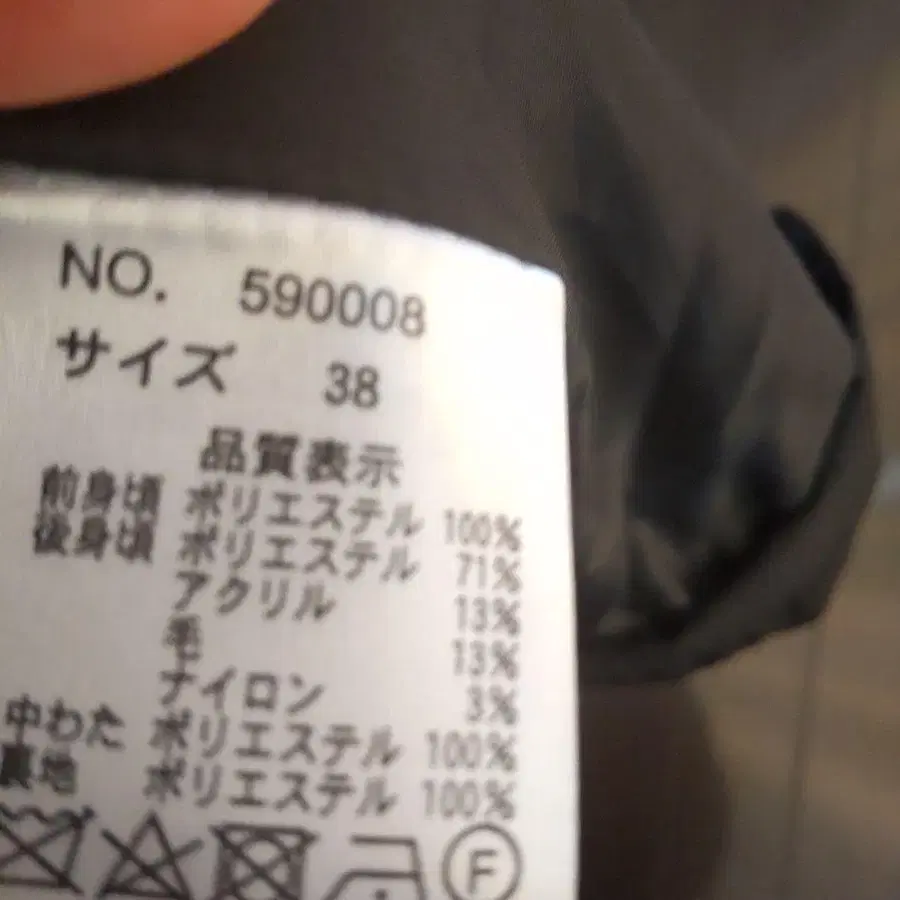 NO. 590008
サイズ 38
品質表示
前身頃 ポリエステル 100%
後身頃 ポリエステル 71%
アクリル 13%
毛 13%
ナイロン 3%
中わた ポリエステル 100%
裏地 ポリエステル 100%
F